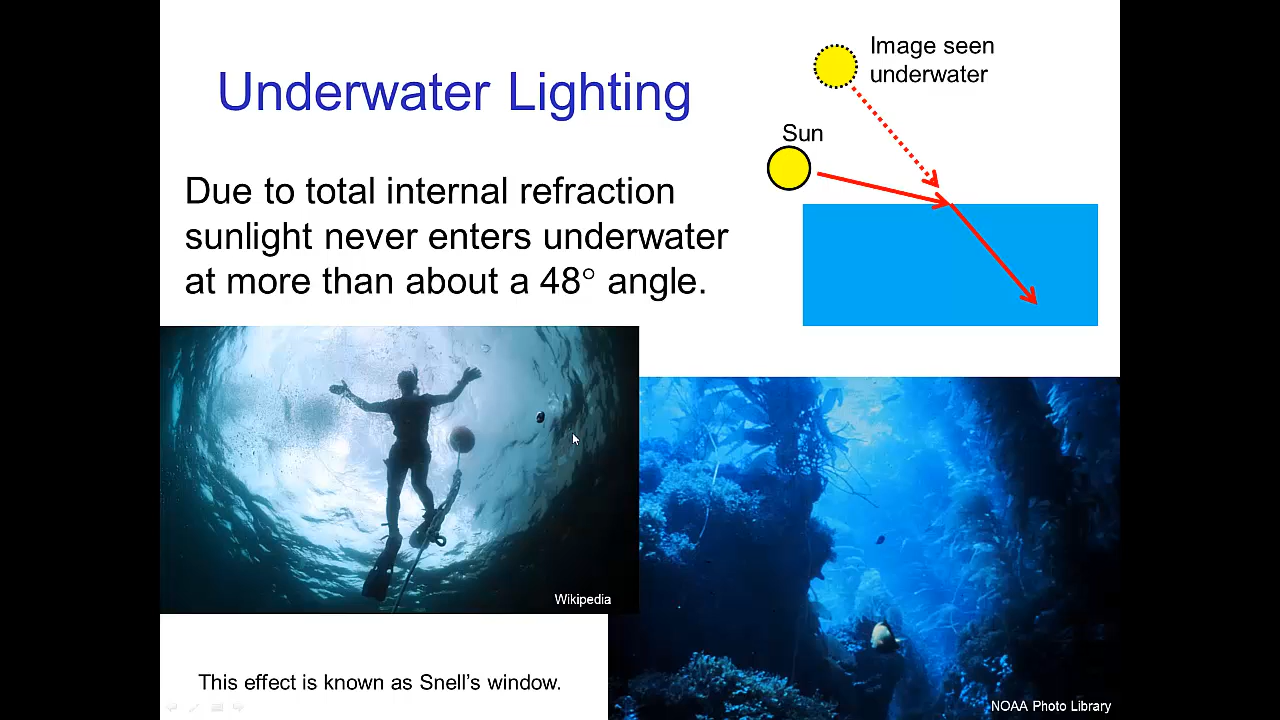 Underwater Lighting
Image seen
underwater
Sun
Due to total internal refraction
sunlight never enters underwater
at more than about a 48° angle.
Wikipedia
This effect is known as Snell's window.
NOAA Photo Library